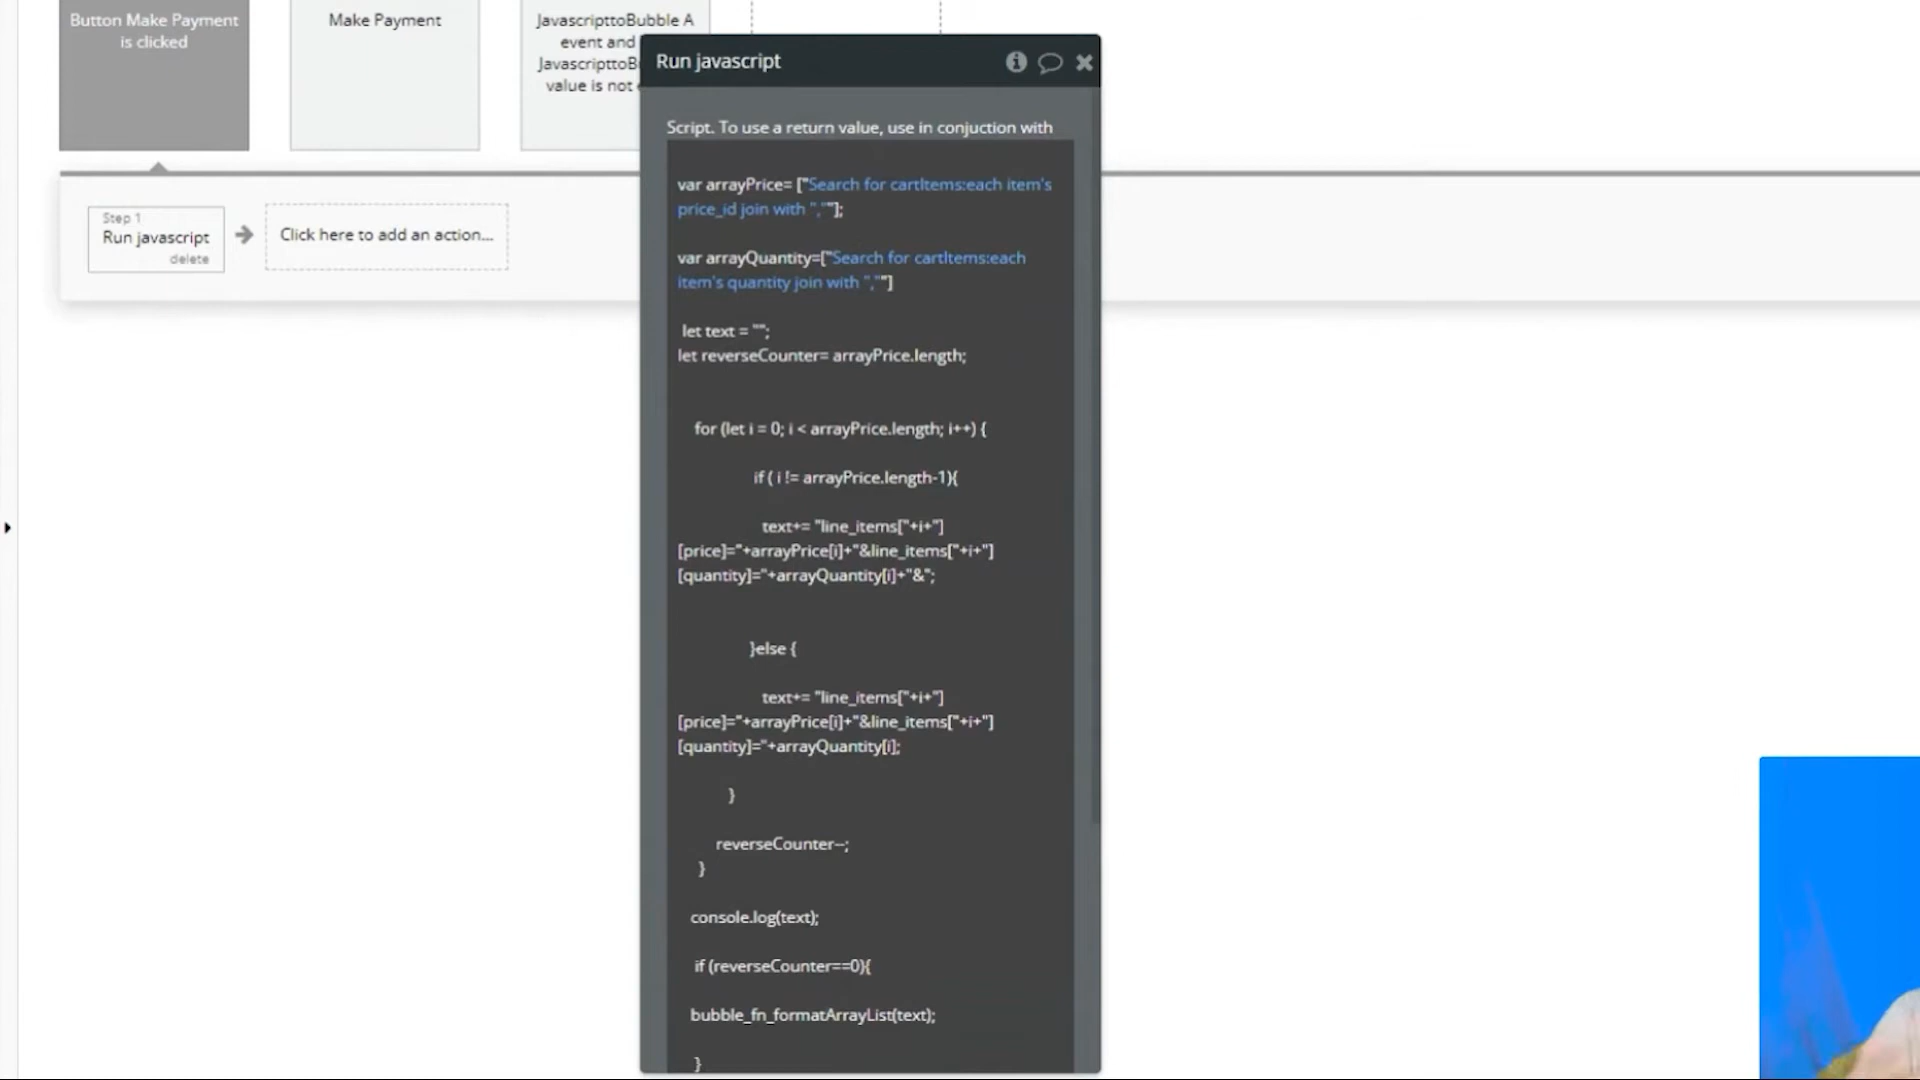 Button Make Payment
is clicked
Make Payment
JavascripttoBubble A
event and
JavascripttoBu
value is not
Run javascript
Script. To use a return value, use in conjuction with
var arrayPrice= ["Search for cartItems:each item's
price_id join with ",""];
var arrayQuantity=["Search for cartItems:each
item's quantity join with ",""]
let text = "";
let reverseCounter= arrayPrice.length;
for (let i = 0; i < arrayPrice.length; i++) {
if ( i != arrayPrice.length-1){
text+= "line_items["+i+"]
[price]="+arrayPrice[i]+"&line_items["+i+"]
[quantity]="+arrayQuantity[i]+"&";
}else {
text+= "line_items["+i+"]
[price]="+arrayPrice[i]+"&line_items["+i+"]
[quantity]="+arrayQuantity[i];
}
reverseCounter--;
}
console.log(text);
if (reverseCounter==0){
bubble_fn_formatArrayList(text);
}
Step 1
Run javascript
delete
Click here to add an action...